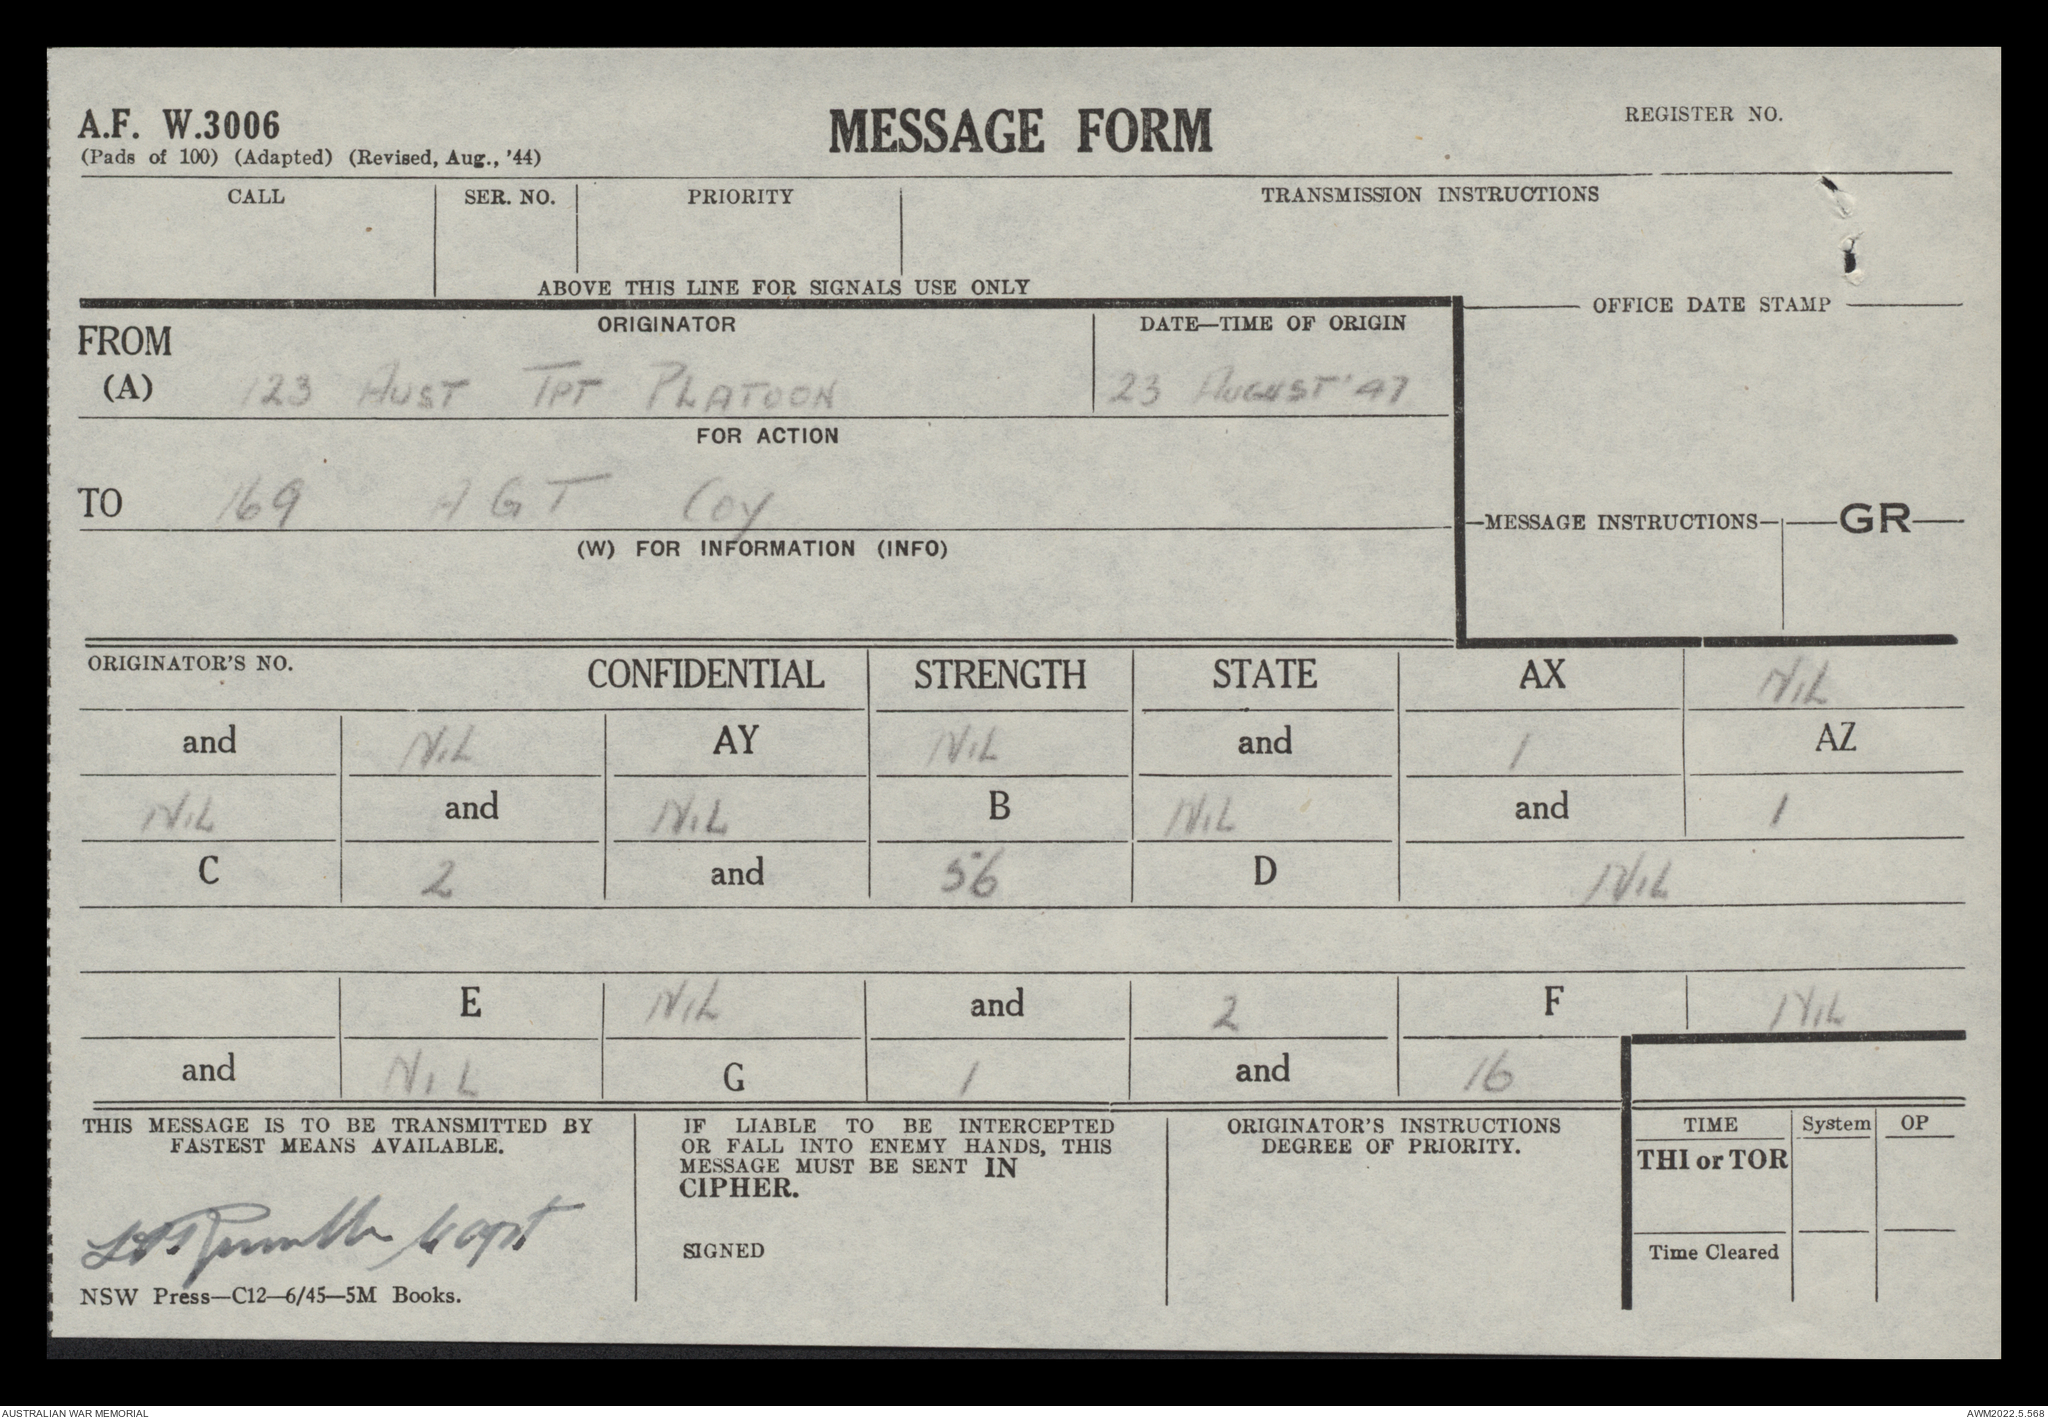 A.F. W.3006 MESSAGE FORM REGISTER NO.
(Pads of 100) (Adapted) (Revised, Aug., '44)
CALL SER. NO. PRIORITY TRANSMISSION INSTRUCTIONS
ABOVE THIS LINE FOR SIGNALS USE ONLY
OFFICE DATE STAMP
FROM ORIGINATOR DATE—TIME OF ORIGIN
(A) 123 AUST TPT PLATOON 23 AUGUST '47
FOR ACTION
TO 169 AGT Coy
MESSAGE INSTRUCTIONS GR
(W) FOR INFORMATION (INFO)
ORIGINATOR'S NO. CONFIDENTIAL STRENGTH STATE AX NIL
and NIL AY NIL and 1 AZ
NIL and NIL B NIL and 1
C 2 and 56 D NIL
E NIL and 2 F NIL
and NIL G 1 and 16
THIS MESSAGE IS TO BE TRANSMITTED BY
FASTEST MEANS AVAILABLE.
Capt
NSW Press—C12—6/45—5M Books.
IF LIABLE TO BE INTERCEPTED
OR FALL INTO ENEMY HANDS, THIS
MESSAGE MUST BE SENT IN
CIPHER.
SIGNED
ORIGINATOR'S INSTRUCTIONS
DEGREE OF PRIORITY.
TIME System OP
THI or TOR
Time Cleared
AUSTRALIAN WAR MEMORIAL AWM2022.5.568